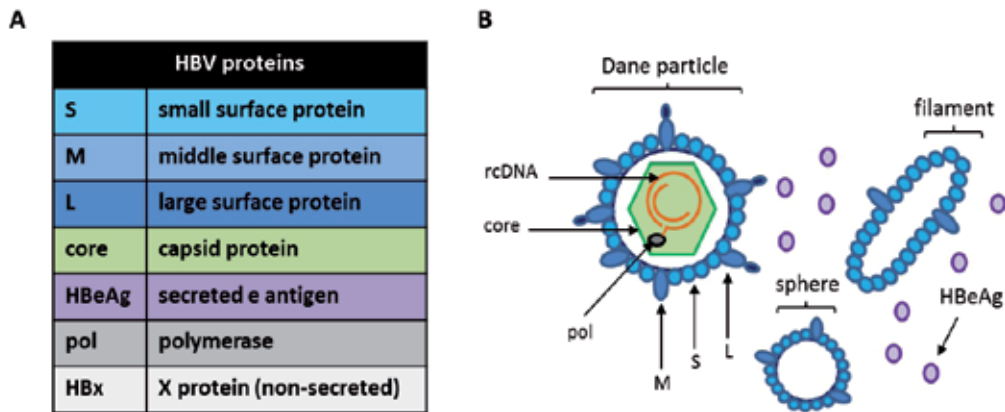 A
HBV proteins
S small surface protein
M middle surface protein
L large surface protein
core capsid protein
HBeAg secreted e antigen
pol polymerase
HBx X protein (non-secreted)
B
Dane particle
filament
rcDNA
core
sphere
HBeAg
pol
S
L
M